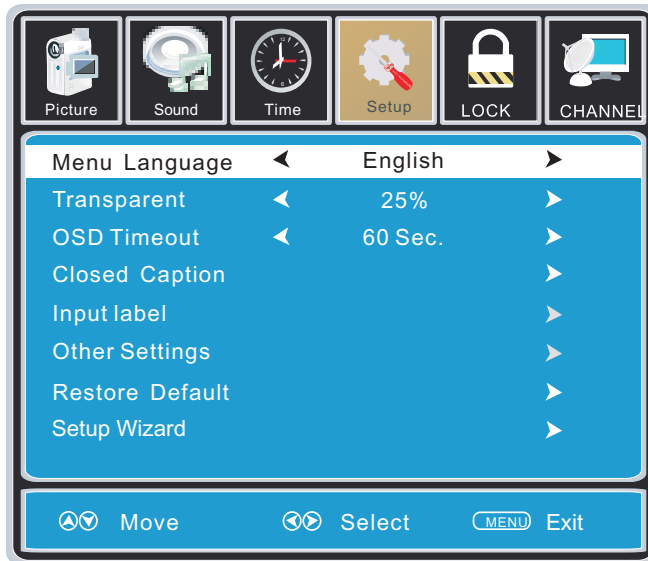 Picture Sound Time Setup LOCK CHANNEL
Menu Language English
Transparent 25%
OSD Timeout 60 Sec.
Closed Caption
Input label
Other Settings
Restore Default
Setup Wizard
Move Select MENU Exit